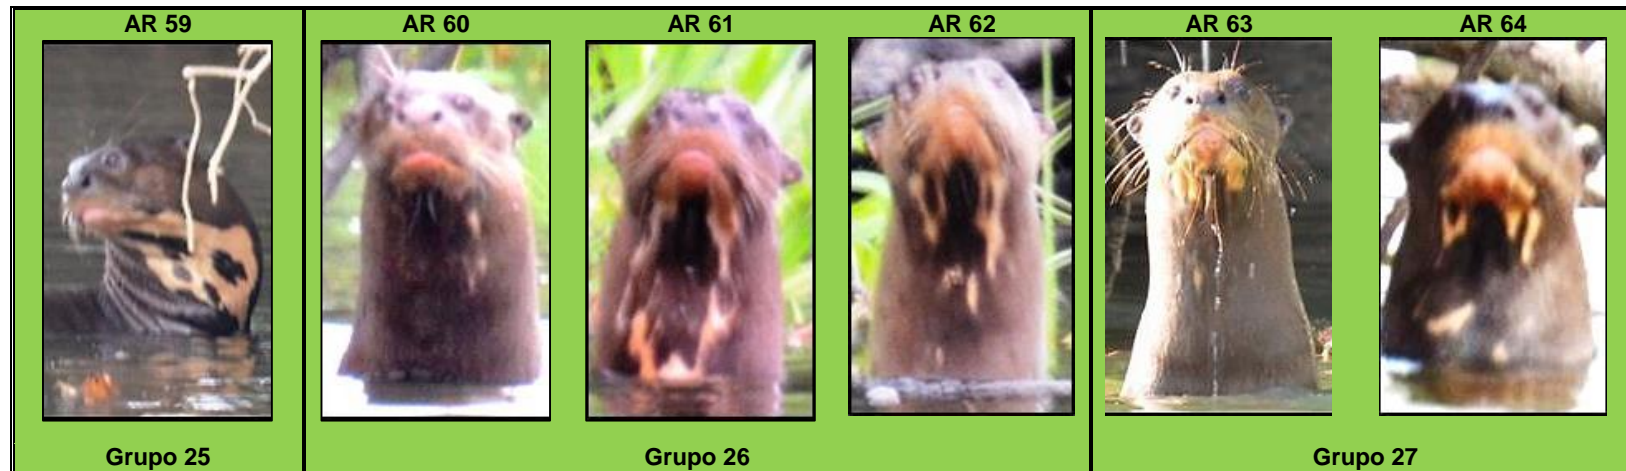 AR 59 AR 60 AR 61 AR 62 AR 63 AR 64
Grupo 25 Grupo 26 Grupo 27